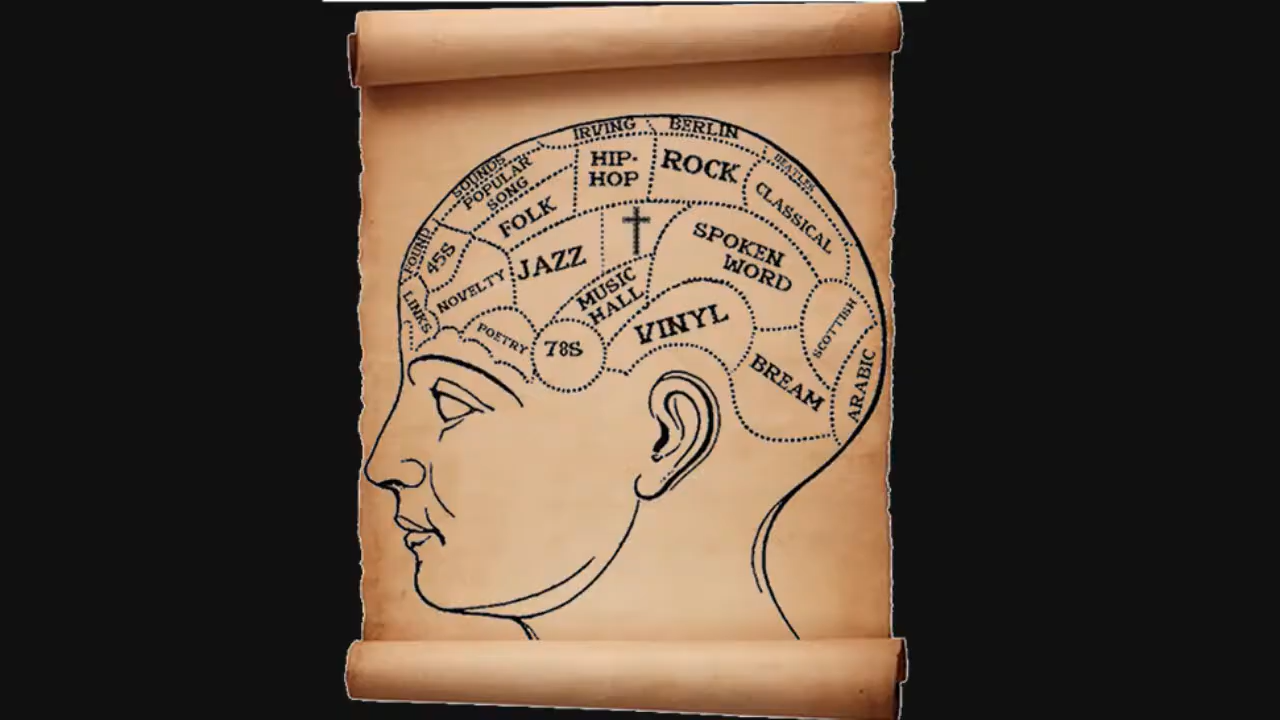 IRVING
BERLIN
SOUNDS
POPULAR
SONG
HIP-
HOP
ROCK
BEATLES
CLASSICAL
FOLK
FOUND
45S
JAZZ
SPOKEN
WORD
NOVELTY
MUSIC
HALL
LINKS
POETRY
78S
VINYL
SCOTTISH
BREAM
ARABIC